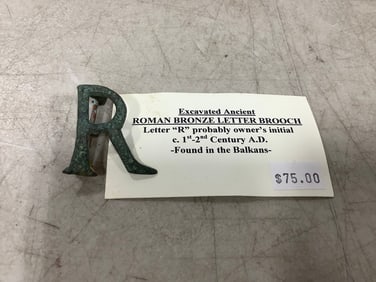 R
Excavated Ancient
ROMAN BRONZE LETTER BROOCH
Letter “R” probably owner’s initial
c. 1st-2nd Century A.D.
-Found in the Balkans-
$75.00